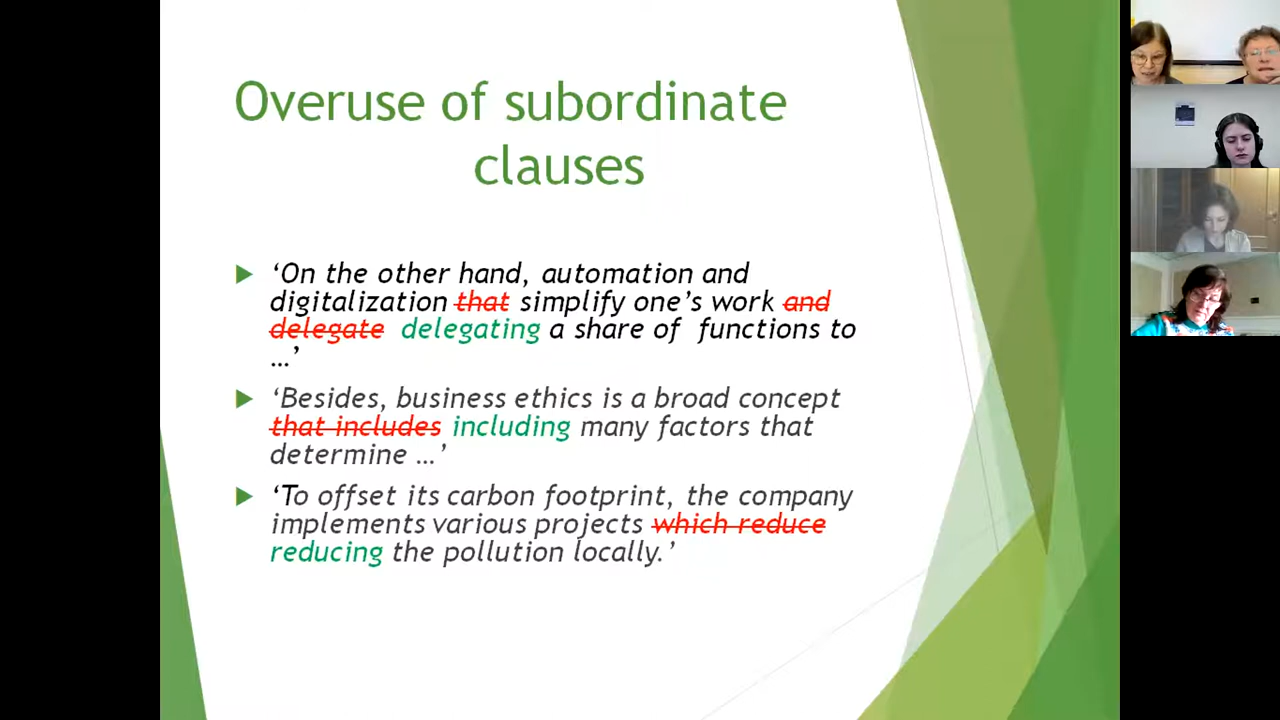 Overuse of subordinate
clauses
‘On the other hand, automation and
digitalization that simplify one’s work and
delegate delegating a share of functions to
…’
‘Besides, business ethics is a broad concept
that includes including many factors that
determine …’
‘To offset its carbon footprint, the company
implements various projects which reduce
reducing the pollution locally.’